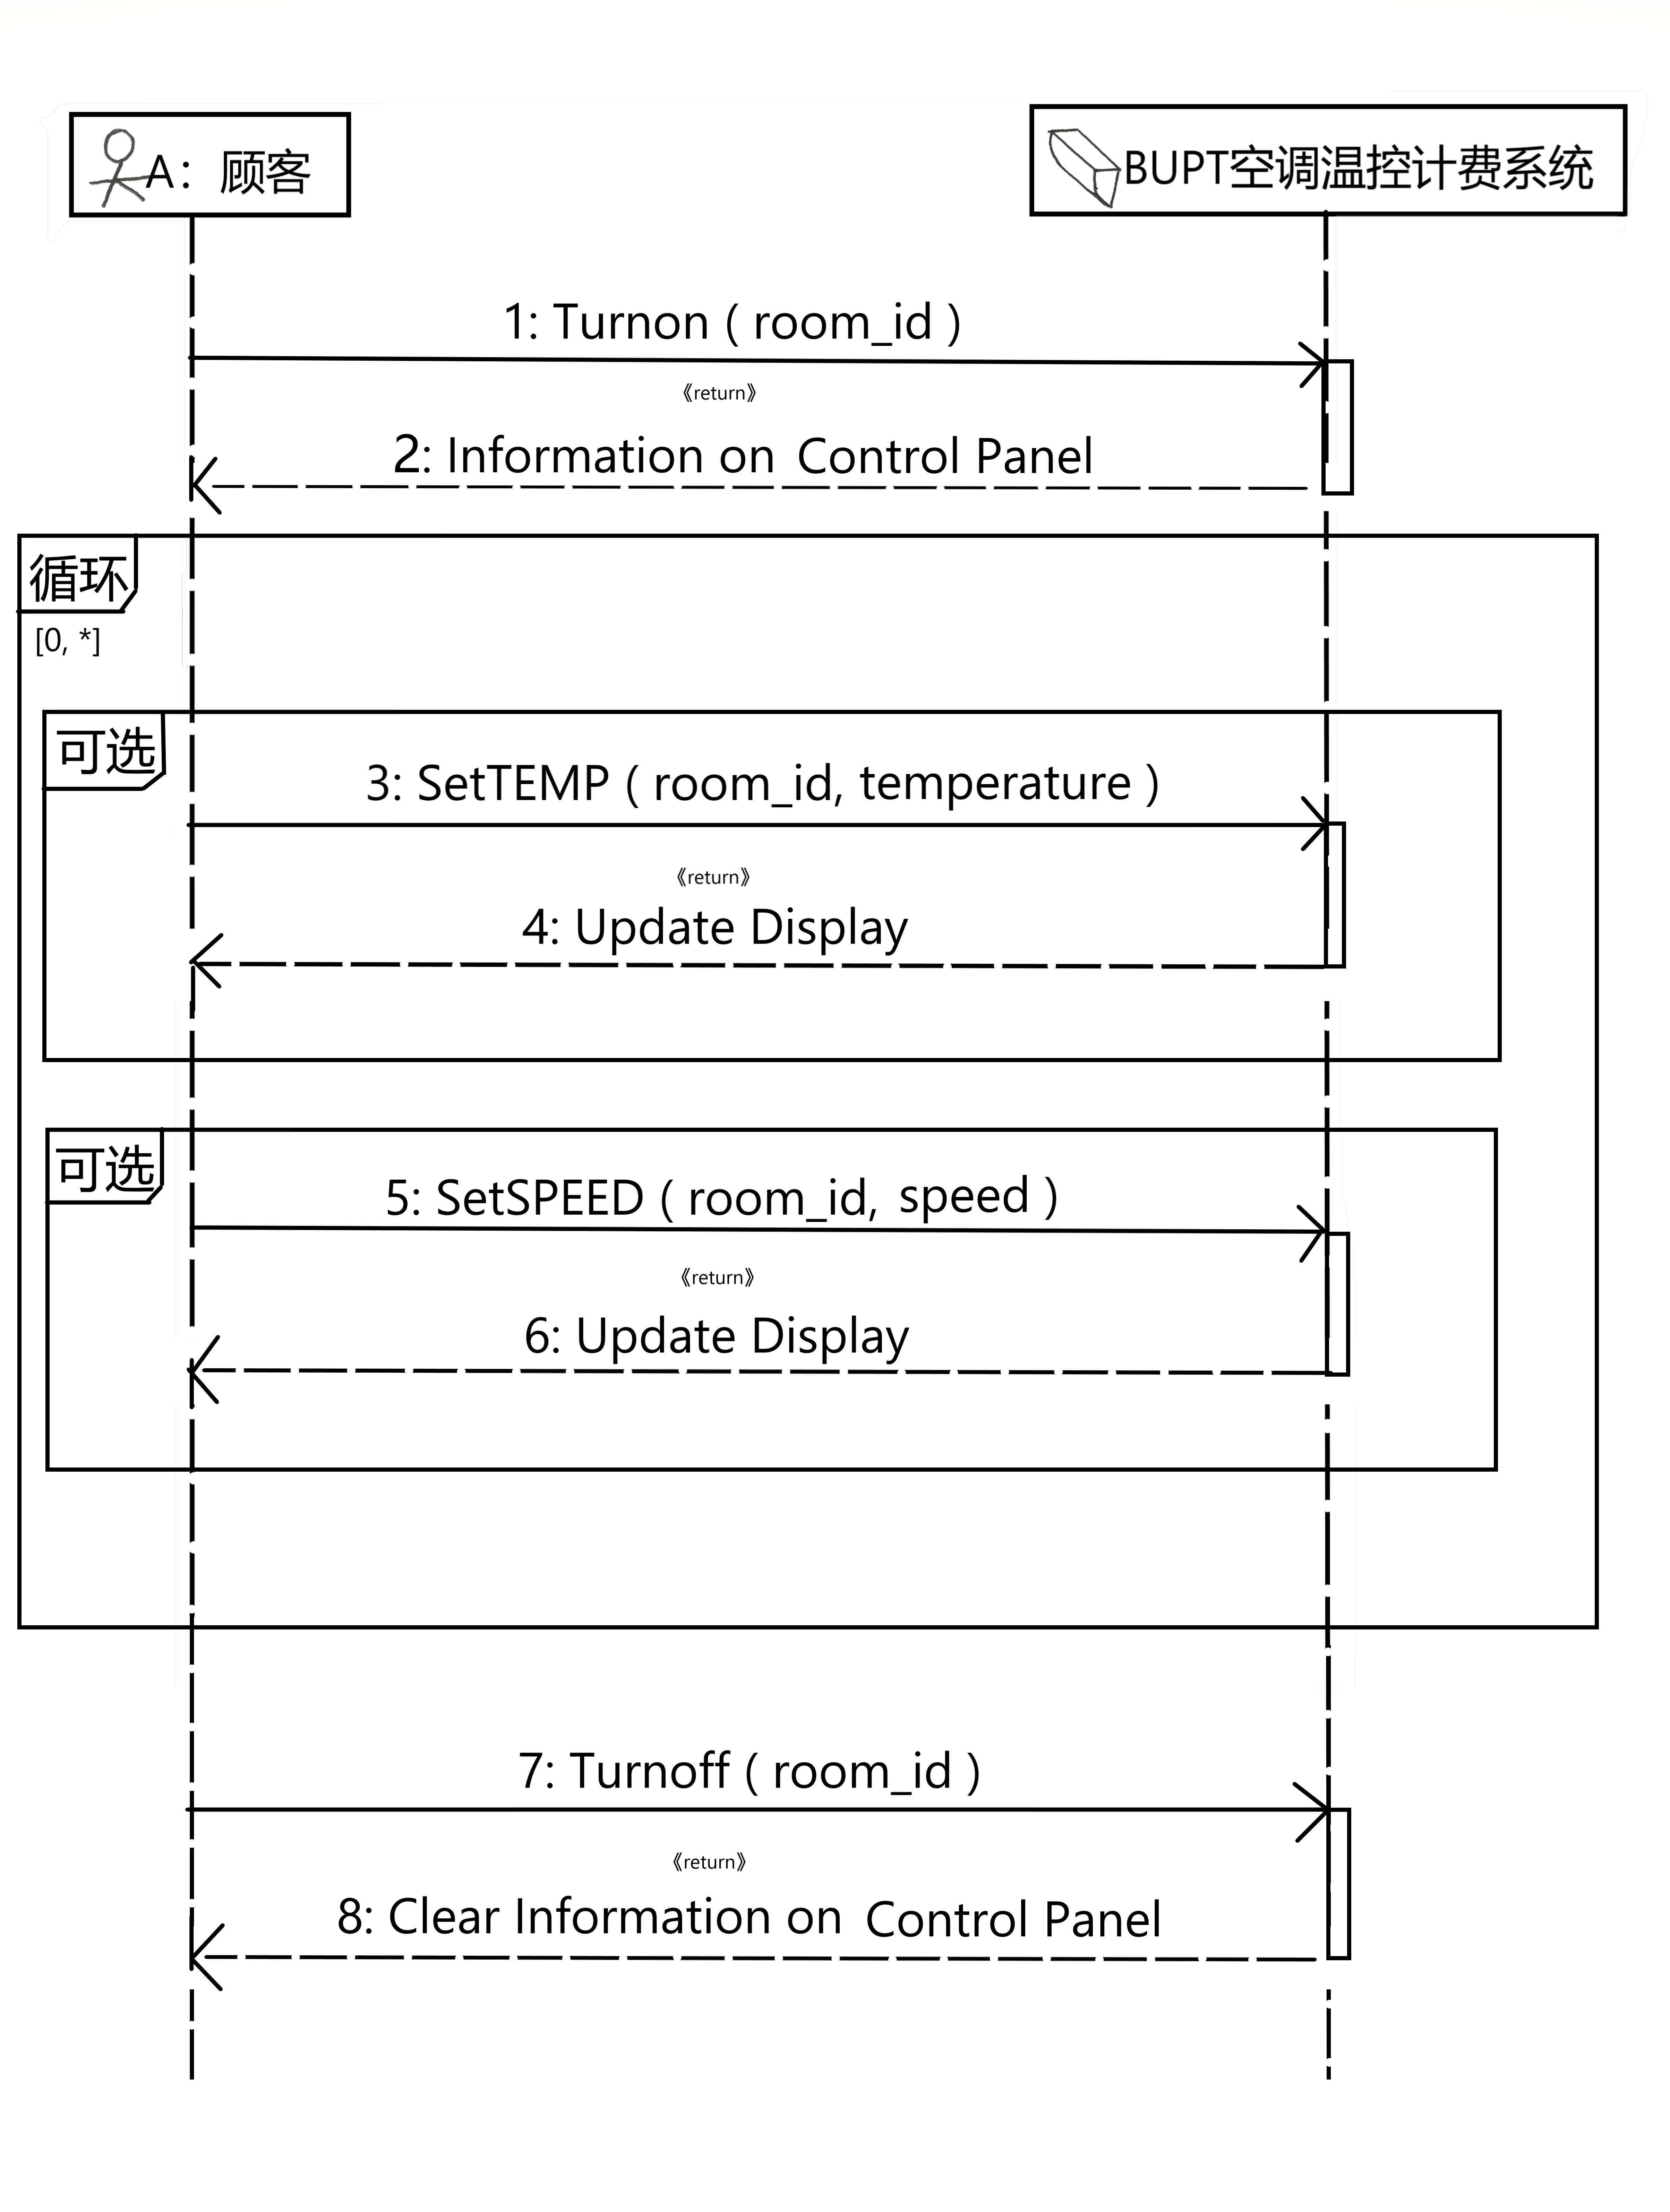 A：顾客
BUPT空调温控计费系统
1: Turnon ( room_id )
《return》
2: Information on Control Panel
循环
[0, *]
可选
3: SetTEMP ( room_id, temperature )
《return》
4: Update Display
可选
5: SetSPEED ( room_id, speed )
《return》
6: Update Display
7: Turnoff ( room_id )
《return》
8: Clear Information on Control Panel